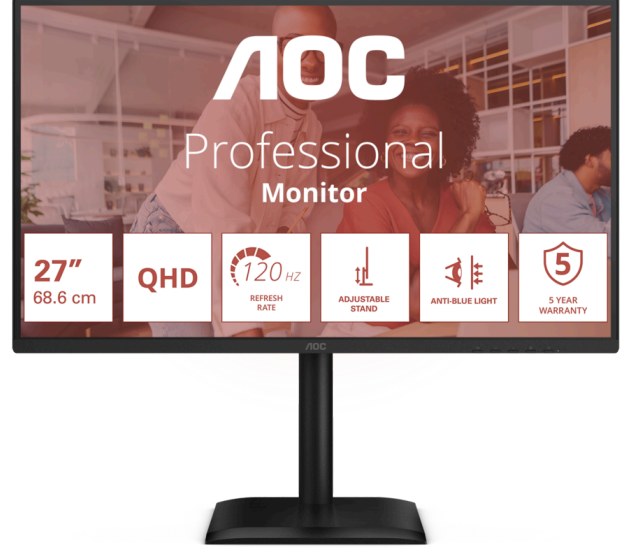 AOC
Professional
Monitor
27”
68.6 cm
QHD
120 HZ
REFRESH
RATE
ADJUSTABLE
STAND
ANTI-BLUE LIGHT
5
5 YEAR
WARRANTY
AOC